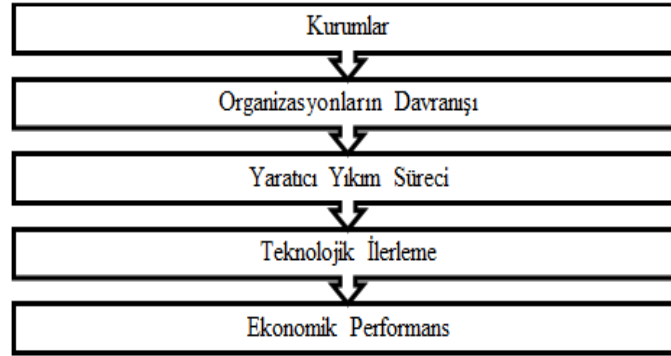 Kurumlar
Organizasyonların Davranışı
Yaratıcı Yıkım Süreci
Teknolojik İlerleme
Ekonomik Performans